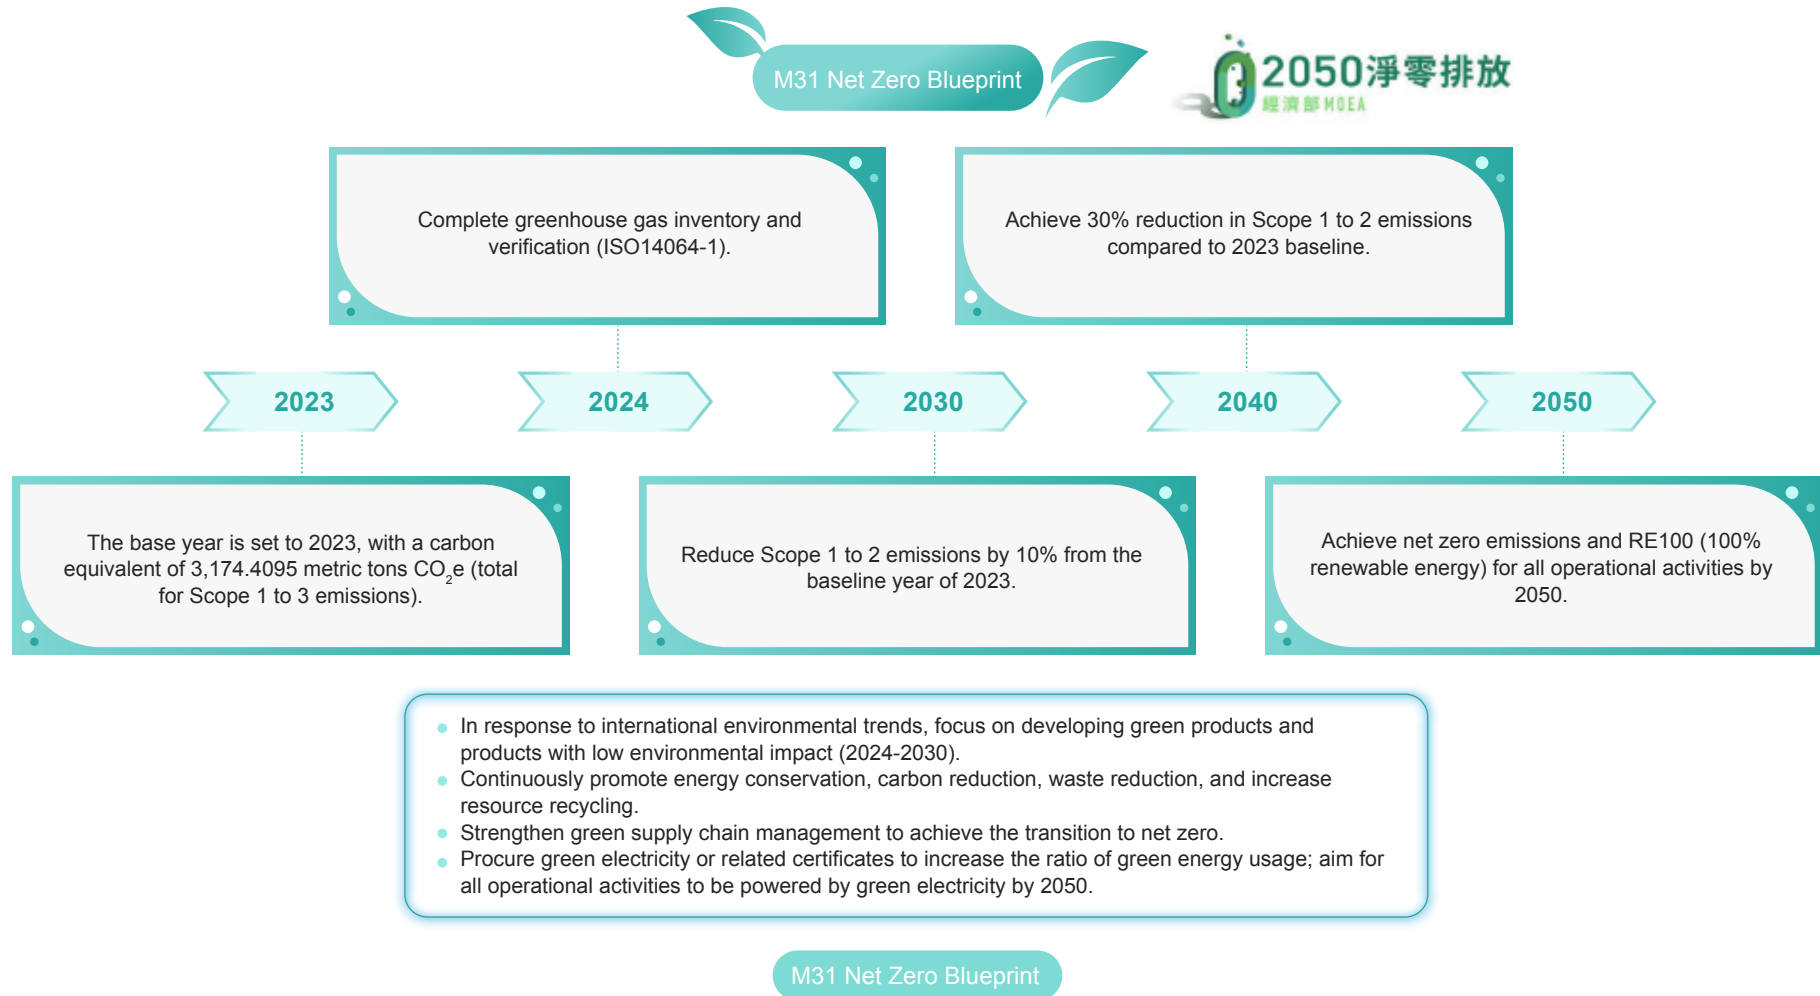 M31 Net Zero Blueprint
2050淨零排放
經濟部 MOEA
Complete greenhouse gas inventory and
verification (ISO14064-1).
Achieve 30% reduction in Scope 1 to 2 emissions
compared to 2023 baseline.
2023
2024
2030
2040
2050
The base year is set to 2023, with a carbon
equivalent of 3,174.4095 metric tons CO₂e (total
for Scope 1 to 3 emissions).
Reduce Scope 1 to 2 emissions by 10% from the
baseline year of 2023.
Achieve net zero emissions and RE100 (100%
renewable energy) for all operational activities by
2050.
● In response to international environmental trends, focus on developing green products and
products with low environmental impact (2024-2030).
● Continuously promote energy conservation, carbon reduction, waste reduction, and increase
resource recycling.
● Strengthen green supply chain management to achieve the transition to net zero.
● Procure green electricity or related certificates to increase the ratio of green energy usage; aim for
all operational activities to be powered by green electricity by 2050.
M31 Net Zero Blueprint